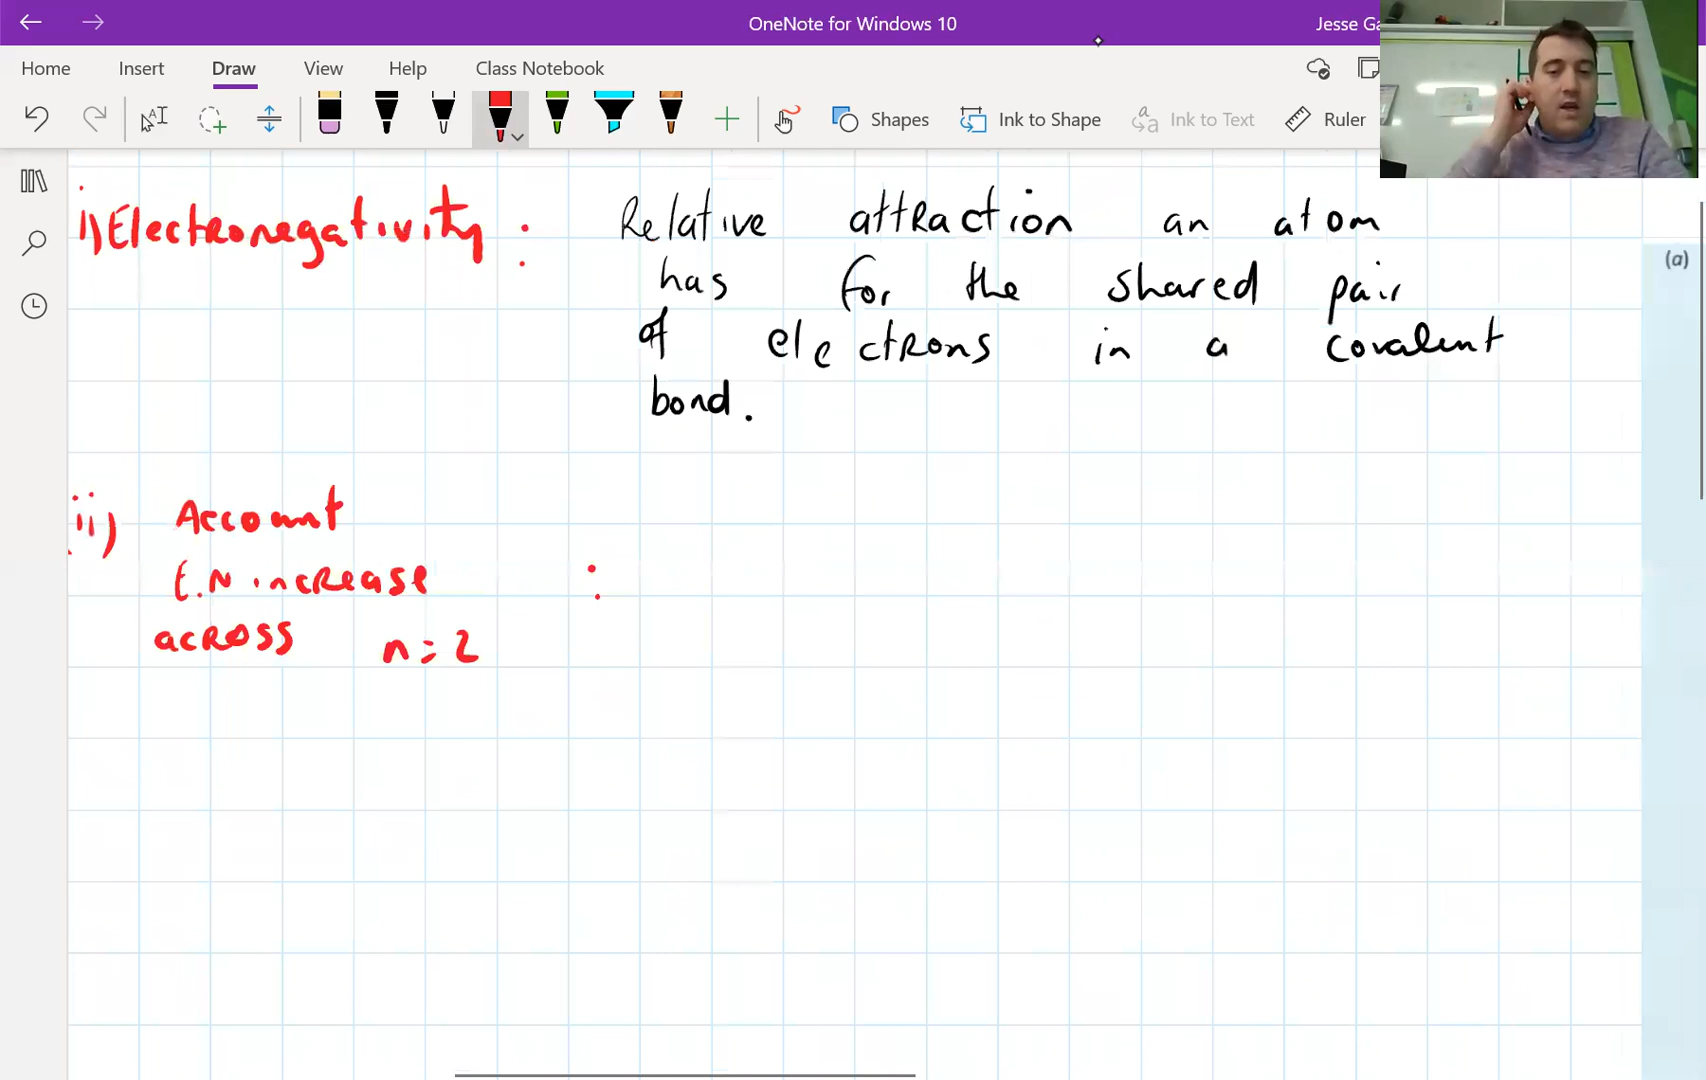 OneNote for Windows 10
Jesse Ga
Home Insert Draw View Help Class Notebook
Shapes Ink to Shape Ink to Text Ruler
i) Electronegativity : Relative attraction an atom
has for the shared pair
of electrons in a covalent
bond.
(a)
ii) Account
E.N increase :
across n = 2